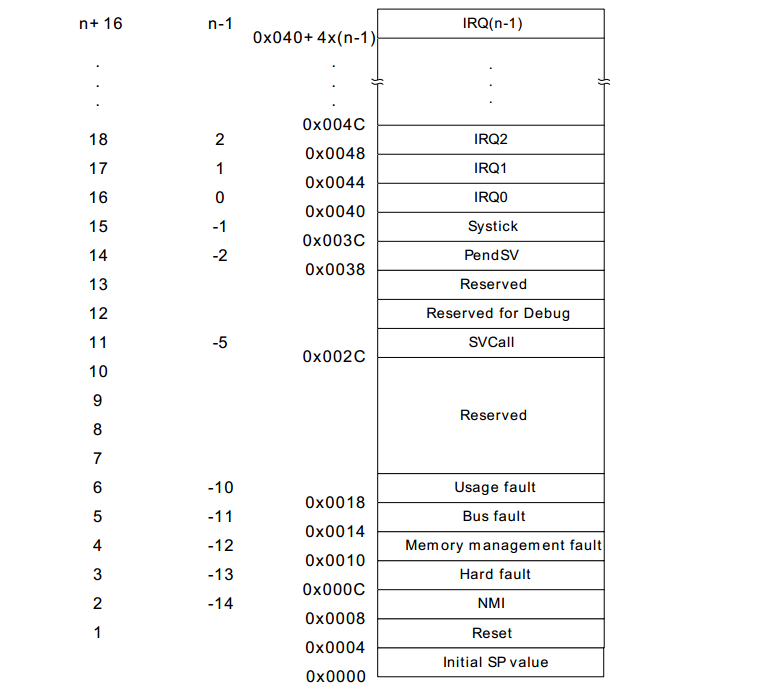 n+ 16 n-1 IRQ(n-1)
0x040+ 4x(n-1)
. . .
. . .
. . .
0x004C
18 2 IRQ2
0x0048
17 1 IRQ1
0x0044
16 0 IRQ0
0x0040
15 -1 Systick
0x003C
14 -2 PendSV
0x0038
13 Reserved
12 Reserved for Debug
11 -5 SVCall
0x002C
10
9
Reserved
8
7
6 -10 Usage fault
0x0018
5 -11 Bus fault
0x0014
4 -12 Memory management fault
0x0010
3 -13 Hard fault
0x000C
2 -14 NMI
0x0008
1 Reset
0x0004
Initial SP value
0x0000